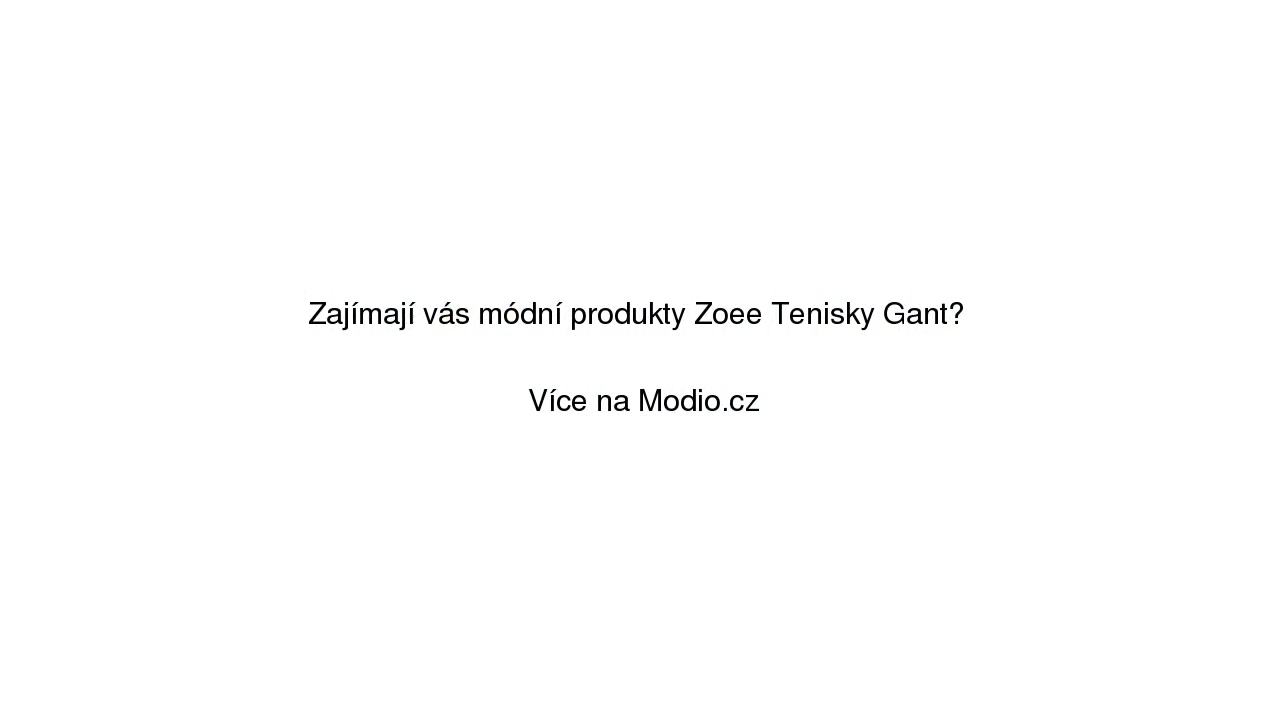 Zajímají vás módní produkty Zoee Tenisky Gant?
Více na Modio.cz